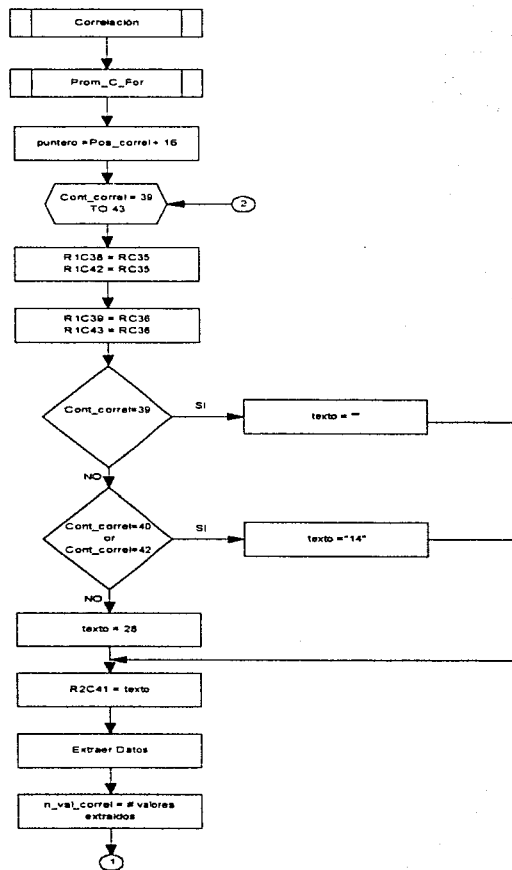 Correlación
Prom_C_For
puntero =Pos_correl+ 16
Cont_correl = 39
TO 43
2
R1C38 = RC35
R1C42 = RC35
R1C39 = RC36
R1C43 = RC36
Cont_correl=39
SI
texto = ""
NO
Cont_correl=40
or
Cont_correl=42
SI
texto ="14"
NO
texto = 28
R2C41 = texto
Extraer Datos
n_val_correl = # valores
extraidos
1